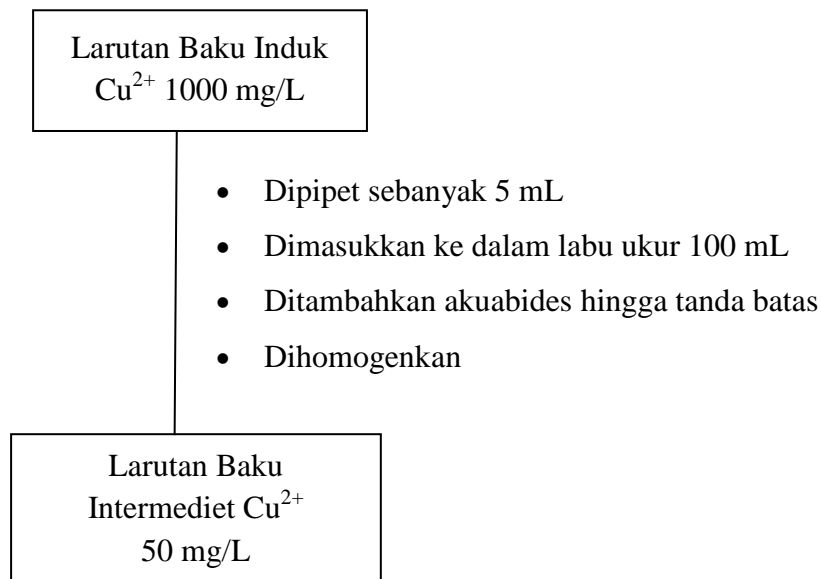 Larutan Baku Induk
Cu²⁺ 1000 mg/L
• Dipipet sebanyak 5 mL
• Dimasukkan ke dalam labu ukur 100 mL
• Ditambahkan akuabides hingga tanda batas
• Dihomogenkan
Larutan Baku
Intermediet Cu²⁺
50 mg/L